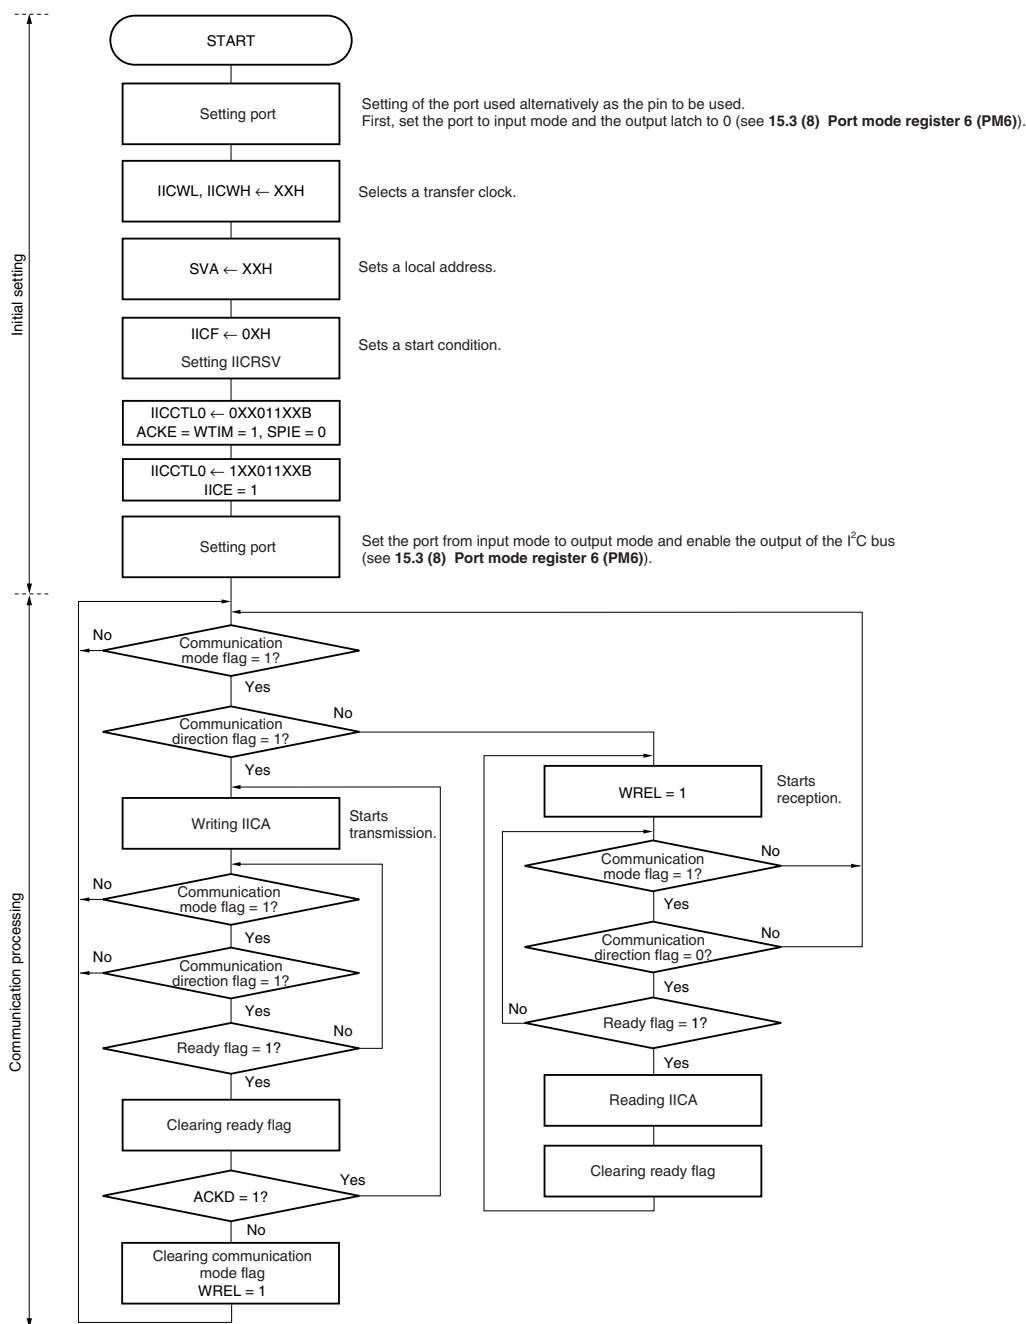 START
Setting port
Setting of the port used alternatively as the pin to be used.
First, set the port to input mode and the output latch to 0 (see 15.3 (8) Port mode register 6 (PM6)).
IICWL, IICWH ← XXH
Selects a transfer clock.
SVA ← XXH
Sets a local address.
IICF ← 0XH
Setting IICRSV
Sets a start condition.
IICCTL0 ← 0XX011XXB
ACKE = WTIM = 1, SPIE = 0
IICCTL0 ← 1XX011XXB
IICE = 1
Setting port
Set the port from input mode to output mode and enable the output of the I²C bus
(see 15.3 (8) Port mode register 6 (PM6)).
Initial setting
Communication
mode flag = 1?
No
Yes
Communication
direction flag = 1?
No
Yes
Writing IICA
Starts
transmission.
Communication
mode flag = 1?
No
Yes
Communication
direction flag = 1?
No
Yes
Ready flag = 1?
No
Yes
Clearing ready flag
ACKD = 1?
Yes
No
Clearing communication
mode flag
WREL = 1
WREL = 1
Starts
reception.
Communication
mode flag = 1?
No
Yes
Communication
direction flag = 0?
No
Yes
Ready flag = 1?
No
Yes
Reading IICA
Clearing ready flag
Communication processing